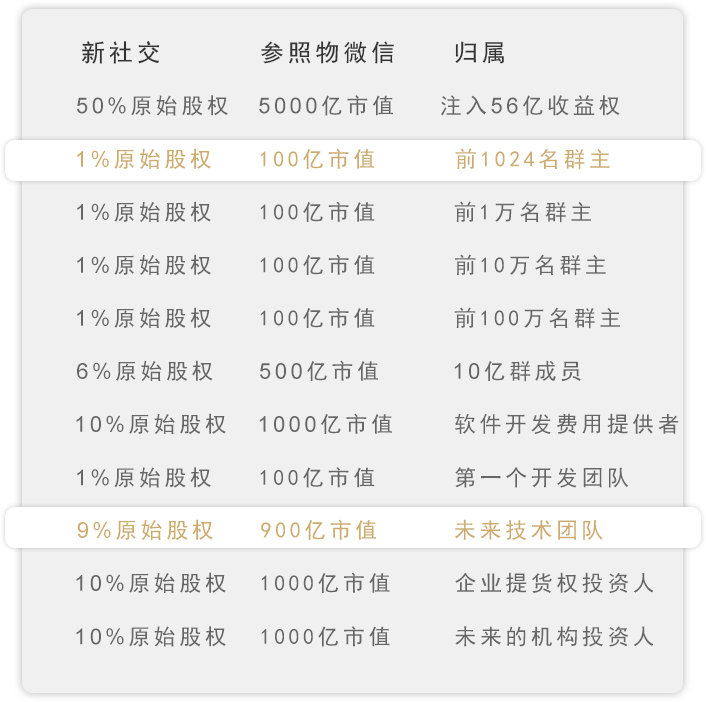 新社交 参照物微信 归属
50%原始股权 5000亿市值 注入56亿收益权
1%原始股权 100亿市值 前1024名群主
1%原始股权 100亿市值 前1万名群主
1%原始股权 100亿市值 前10万名群主
1%原始股权 100亿市值 前100万名群主
6%原始股权 500亿市值 10亿群成员
10%原始股权 1000亿市值 软件开发费用提供者
1%原始股权 100亿市值 第一个开发团队
9%原始股权 900亿市值 未来技术团队
10%原始股权 1000亿市值 企业提货权投资人
10%原始股权 1000亿市值 未来的机构投资人